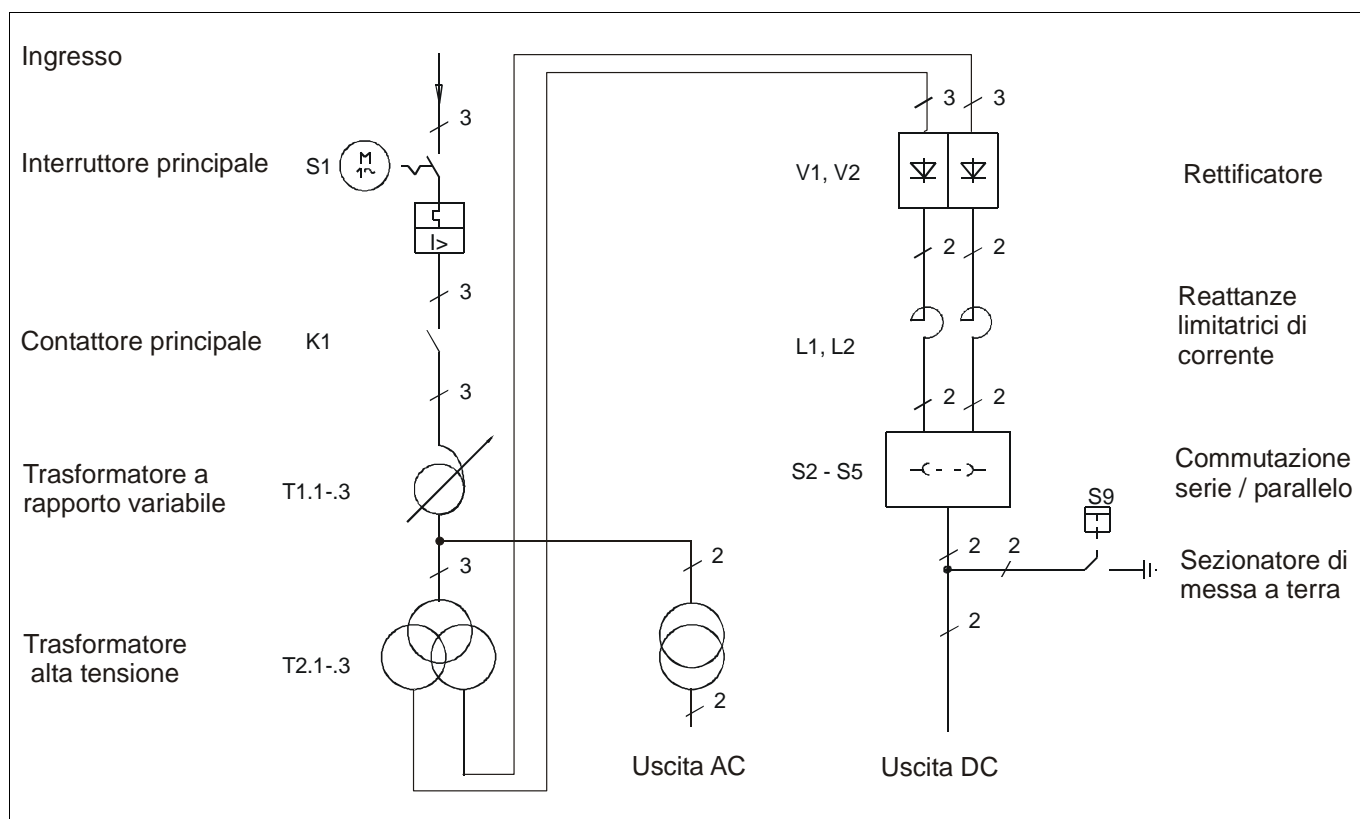 Ingresso
3
Interruttore principale
S1
M
1~
I>
3
Contattore principale
K1
3
Trasformatore a
rapporto variabile
T1.1-.3
3
2
Trasformatore
alta tensione
T2.1-.3
2
Uscita AC
3
3
V1, V2
Rettificatore
2
2
Reattanze
limitatrici di
corrente
L1, L2
2
2
S2 - S5
Commutazione
serie / parallelo
S9
2
2
Sezionatore di
messa a terra
2
Uscita DC